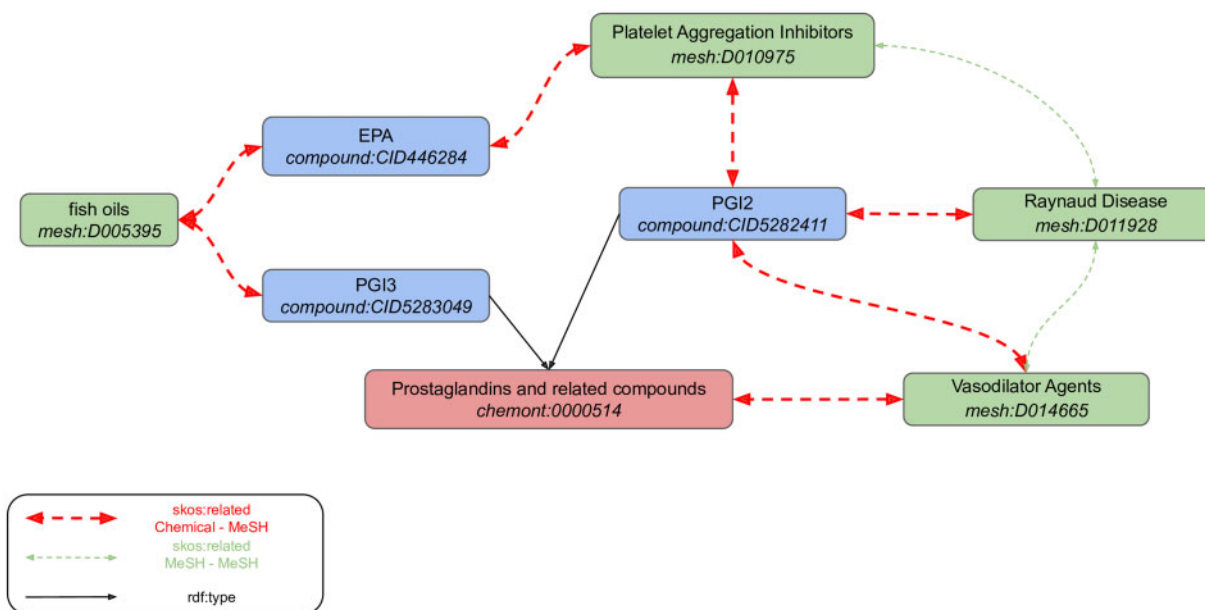 Platelet Aggregation Inhibitors
mesh:D010975
EPA
compound:CID446284
fish oils
mesh:D005395
PGI2
compound:CID5282411
Raynaud Disease
mesh:D011928
PGI3
compound:CID5283049
Prostaglandins and related compounds
chemont:0000514
Vasodilator Agents
mesh:D014665
skos:related
Chemical - MeSH
skos:related
MeSH - MeSH
rdf:type